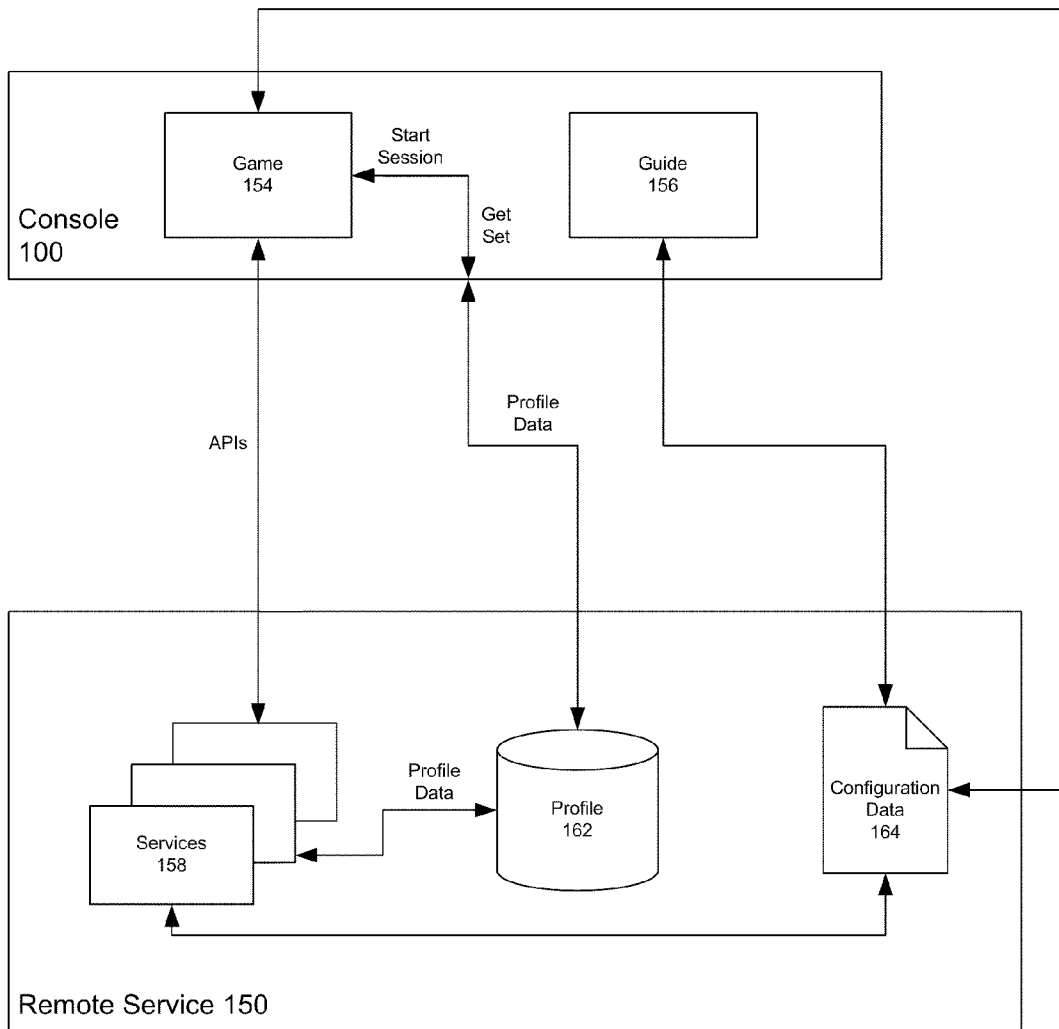 Game
154
Start
Session
Guide
156
Console
100
Get
Set
Profile
Data
APIs
Profile
Data
Services
158
Profile
162
Configuration
Data
164
Remote Service 150